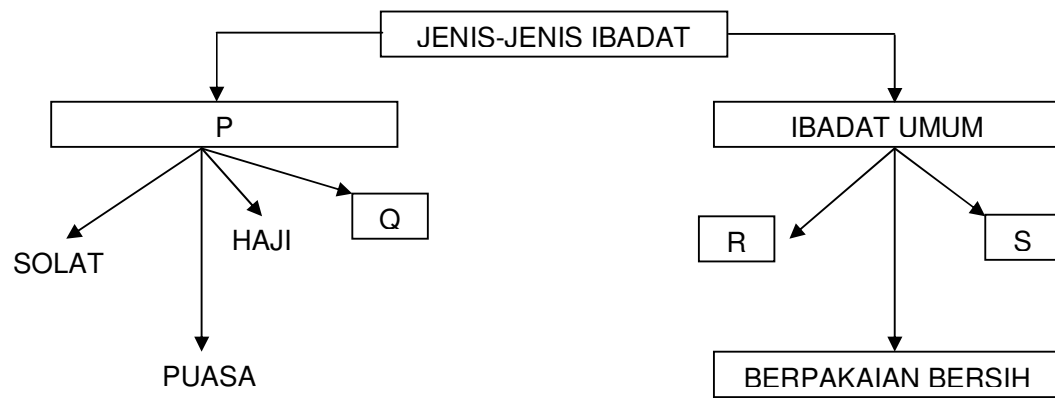 JENIS-JENIS IBADAT
P
IBADAT UMUM
Q
R
S
HAJI
SOLAT
PUASA
BERPAKAIAN BERSIH